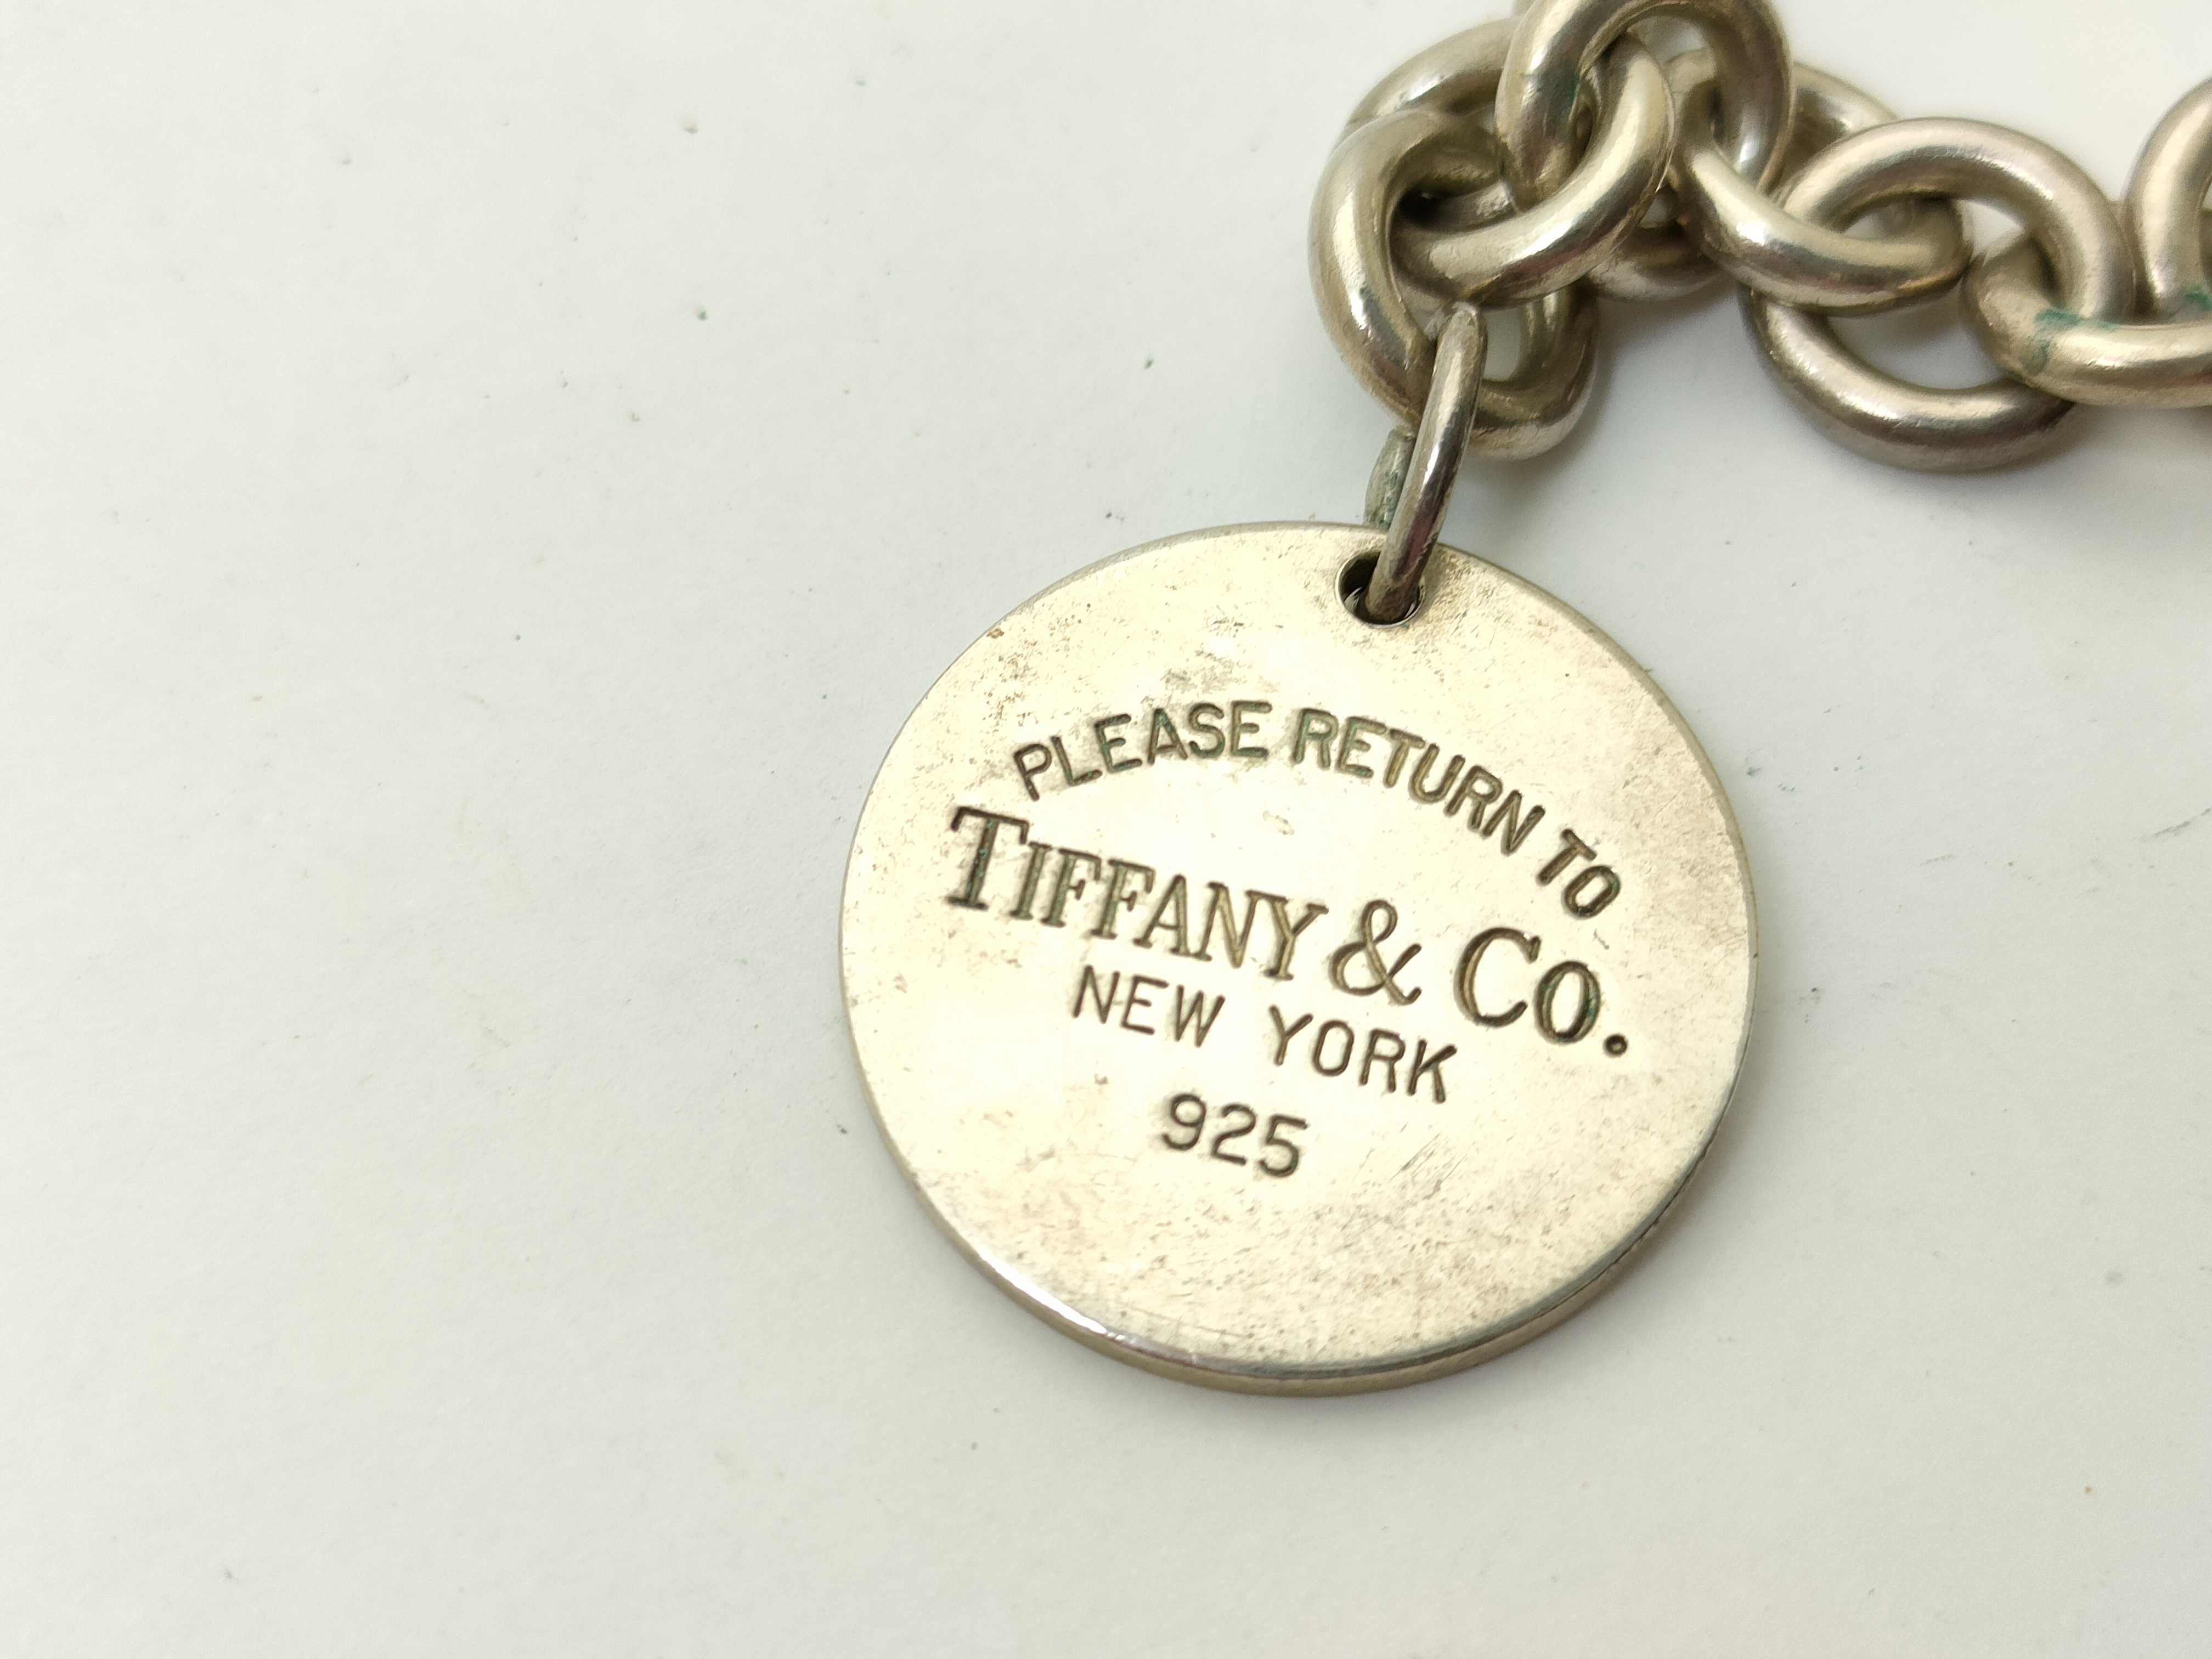 PLEASE RETURN TO
TIFFANY & CO.
NEW YORK
925